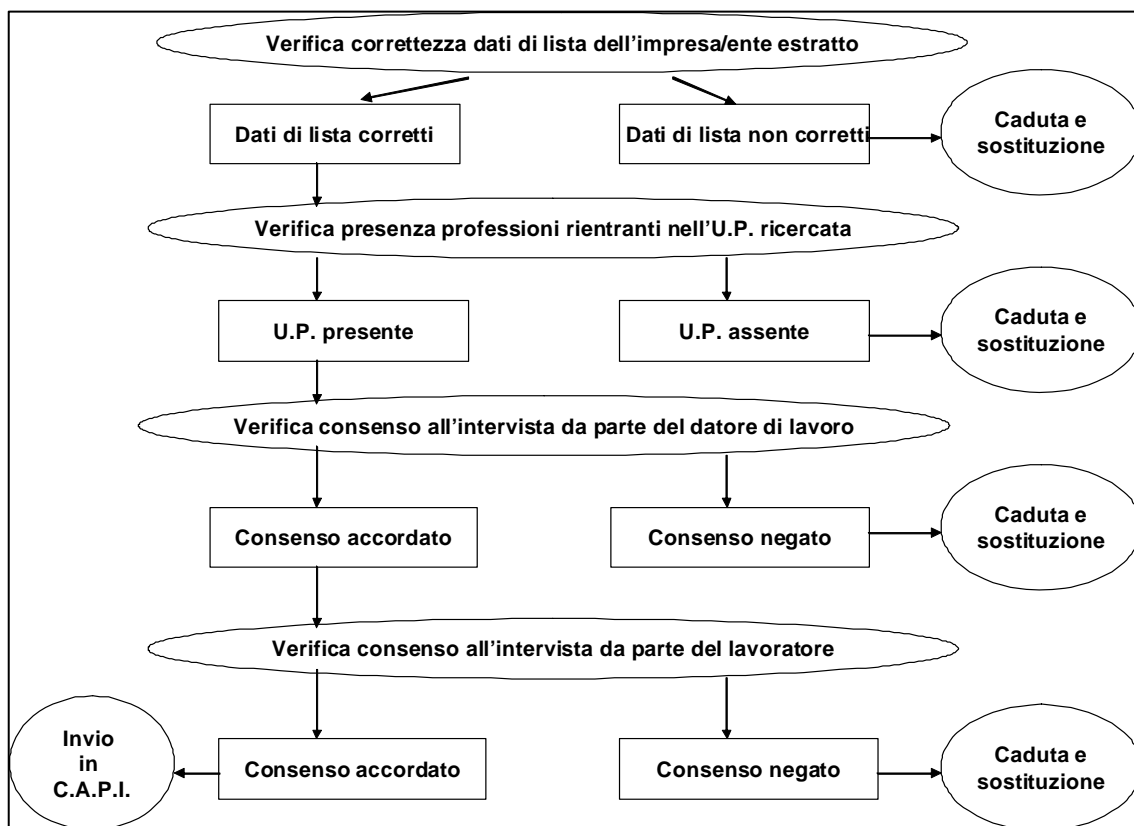 Verifica correttezza dati di lista dell'impresa/ente estratto
Dati di lista corretti
Dati di lista non corretti
Caduta e
sostituzione
Verifica presenza professioni rientranti nell'U.P. ricercata
U.P. presente
U.P. assente
Caduta e
sostituzione
Verifica consenso all'intervista da parte del datore di lavoro
Consenso accordato
Consenso negato
Caduta e
sostituzione
Verifica consenso all'intervista da parte del lavoratore
Invio
in
C.A.P.I.
Consenso accordato
Consenso negato
Caduta e
sostituzione